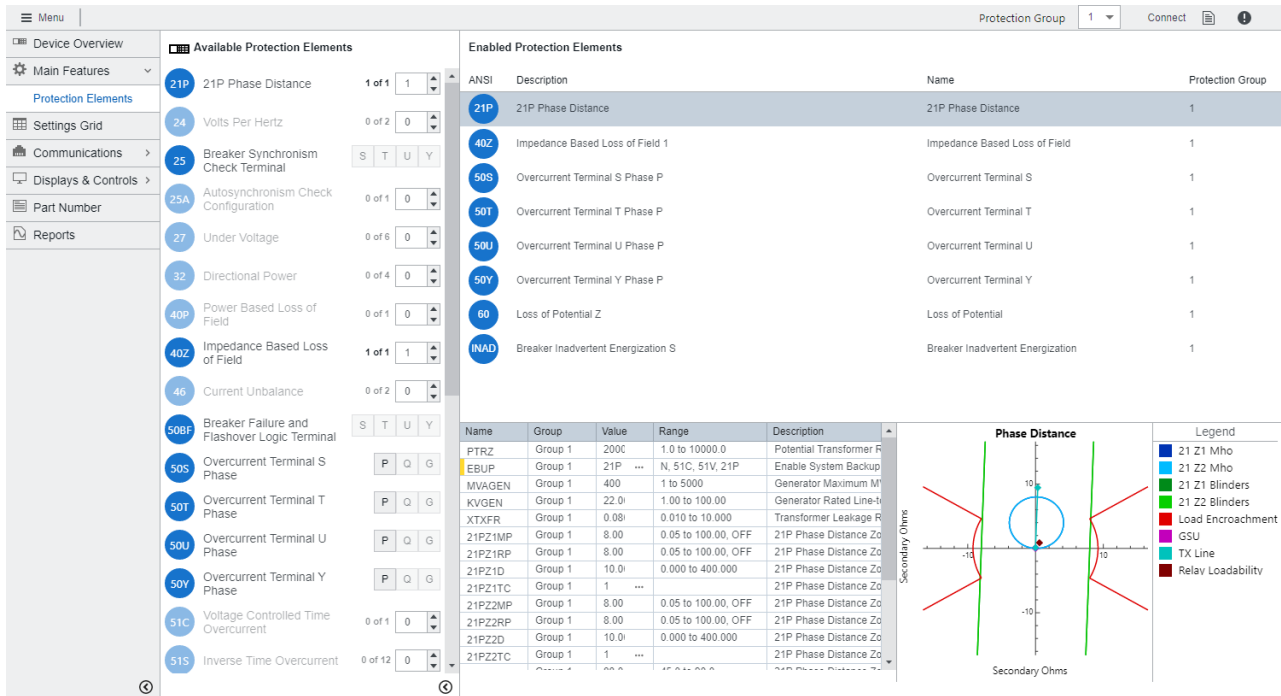 Menu
Protection Group 1 Connect
Device Overview
Main Features
Protection Elements
Settings Grid
Communications
Displays & Controls
Part Number
Reports
Available Protection Elements
21P 21P Phase Distance 1 of 1 1
24 Volts Per Hertz 0 of 2 0
25 Breaker Synchronism
Check Terminal S T U Y
25A Autosynchronism Check
Configuration 0 of 1 0
27 Under Voltage 0 of 6 0
32 Directional Power 0 of 4 0
40P Power Based Loss of
Field 0 of 1 0
40Z Impedance Based Loss
of Field 1 of 1 1
46 Current Unbalance 0 of 2 0
50BF Breaker Failure and
Flashover Logic Terminal S T U Y
50S Overcurrent Terminal S
Phase P Q G
50T Overcurrent Terminal T
Phase P Q G
50U Overcurrent Terminal U
Phase P Q G
50Y Overcurrent Terminal Y
Phase P Q G
51C Voltage Controlled Time
Overcurrent 0 of 1 0
51S Inverse Time Overcurrent 0 of 12 0
Enabled Protection Elements
ANSI Description Name Protection Group
21P 21P Phase Distance 21P Phase Distance 1
40Z Impedance Based Loss of Field 1 Impedance Based Loss of Field 1
50S Overcurrent Terminal S Phase P Overcurrent Terminal S 1
50T Overcurrent Terminal T Phase P Overcurrent Terminal T 1
50U Overcurrent Terminal U Phase P Overcurrent Terminal U 1
50Y Overcurrent Terminal Y Phase P Overcurrent Terminal Y 1
60 Loss of Potential Z Loss of Potential 1
INAD Breaker Inadvertent Energization S Breaker Inadvertent Energization 1
Name Group Value Range Description
PTRZ Group 1 2000 1.0 to 10000.0 Potential Transformer R
EBUP Group 1 21P ... N, 51C, 51V, 21P Enable System Backup
MVAGEN Group 1 400 1 to 5000 Generator Maximum M
KVGEN Group 1 22.0 1.00 to 100.00 Generator Rated Line-t
XTXFR Group 1 0.08 0.010 to 10.000 Transformer Leakage R
21PZ1MP Group 1 8.00 0.05 to 100.00, OFF 21P Phase Distance Zo
21PZ1RP Group 1 8.00 0.05 to 100.00, OFF 21P Phase Distance Zo
21PZ1D Group 1 10.0 0.000 to 400.000 21P Phase Distance Zo
21PZ1TC Group 1 1 ... 21P Phase Distance Zo
21PZ2MP Group 1 8.00 0.05 to 100.00, OFF 21P Phase Distance Zo
21PZ2RP Group 1 8.00 0.05 to 100.00, OFF 21P Phase Distance Zo
21PZ2D Group 1 10.0 0.000 to 400.000 21P Phase Distance Zo
21PZ2TC Group 1 1 ... 21P Phase Distance Zo
Phase Distance
Secondary Ohms
10
-10
10
-10
Secondary Ohms
Legend
21 Z1 Mho
21 Z2 Mho
21 Z1 Blinders
21 Z2 Blinders
Load Encroachment
GSU
TX Line
Relay Loadability